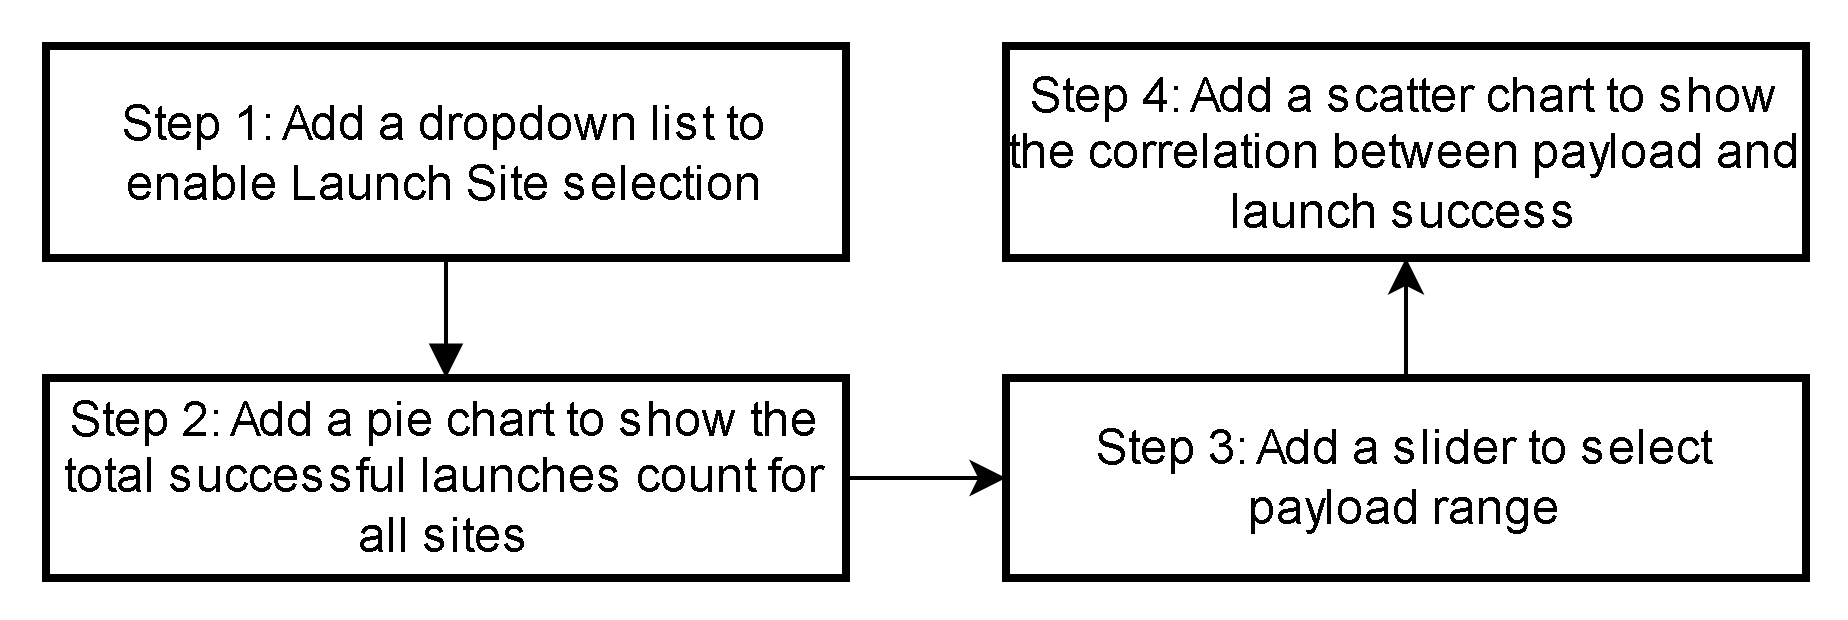 Step 1: Add a dropdown list to
enable Launch Site selection
Step 2: Add a pie chart to show the
total successful launches count for
all sites
Step 3: Add a slider to select
payload range
Step 4: Add a scatter chart to show
the correlation between payload and
launch success